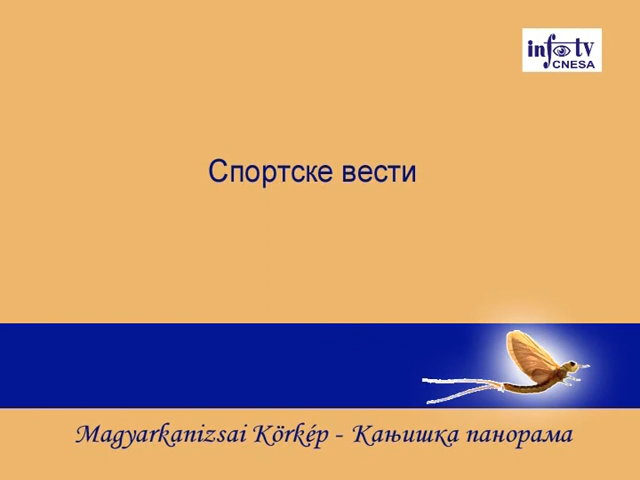 info tv
CNESA
Спортске вести
Magyarkanizsai Körkép - Кањишка панорама